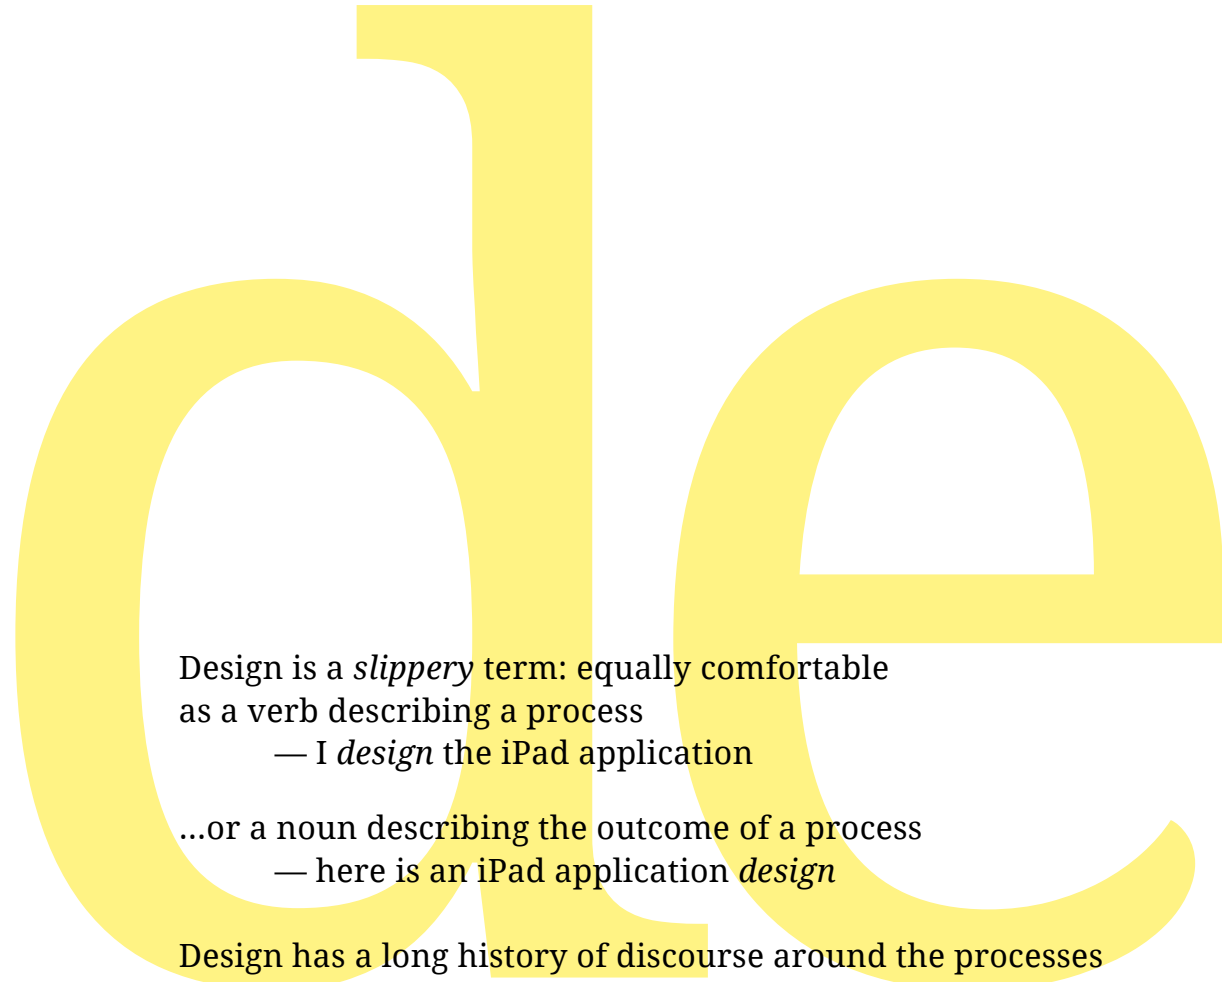 de
Design is a slippery term: equally comfortable
as a verb describing a process
— I design the iPad application
…or a noun describing the outcome of a process
— here is an iPad application design
Design has a long history of discourse around the processes